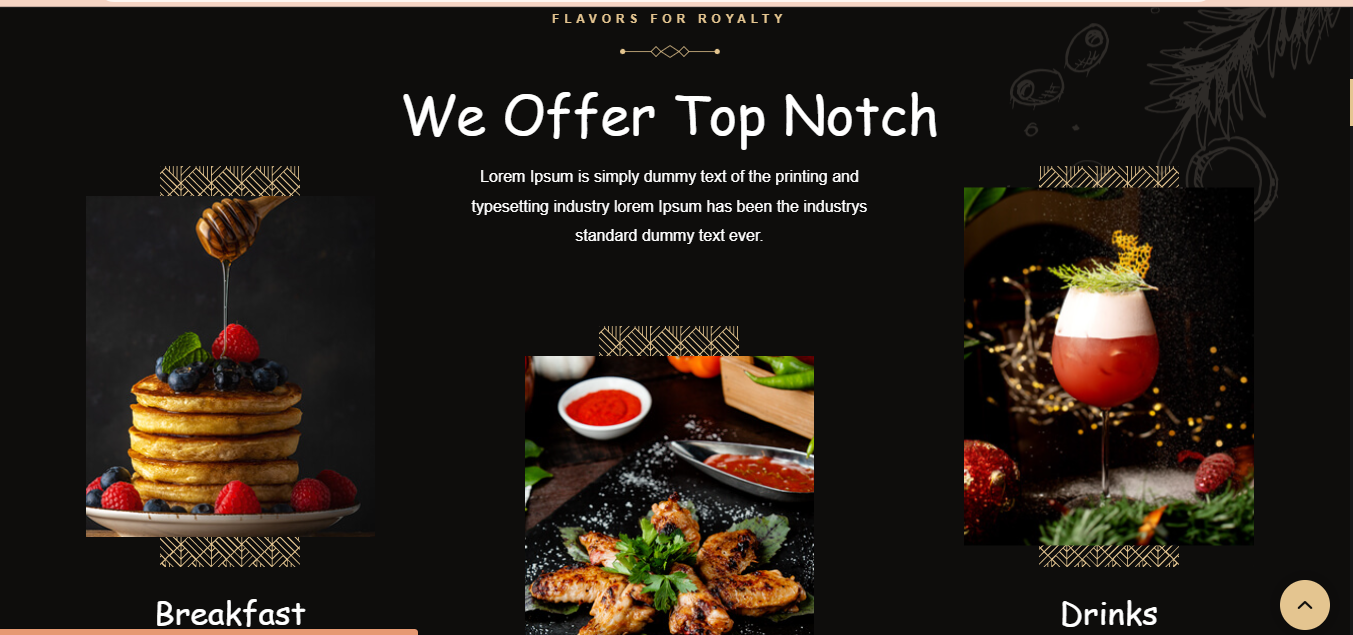 FLAVORS FOR ROYALTY
We Offer Top Notch
Lorem Ipsum is simply dummy text of the printing and
typesetting industry lorem Ipsum has been the industrys
standard dummy text ever.
Breakfast
Drinks